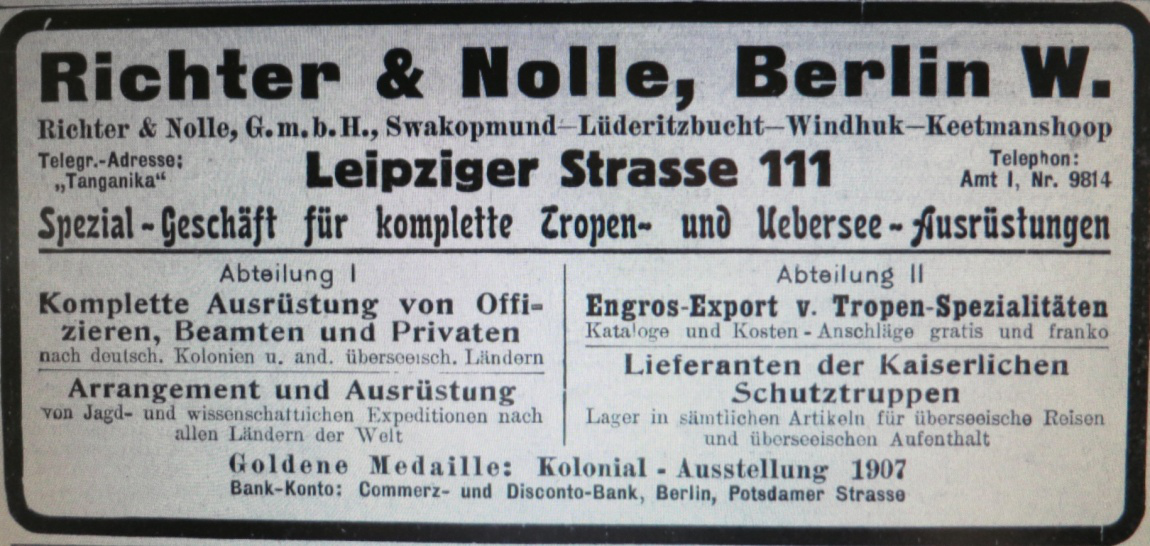 Richter & Nolle, Berlin W.
Richter & Nolle, G.m.b.H., Swakopmund–Lüderitzbucht–Windhuk–Keetmanshoop
Telegr.-Adresse:
„Tanganika“
Leipziger Strasse 111
Telephon:
Amt I, Nr. 9814
Spezial-Geschäft für komplette Tropen- und Uebersee-Ausrüstungen
Abteilung I
Komplette Ausrüstung von Offi-
zieren, Beamten und Privaten
nach deutsch. Kolonien u. and. überseeisch. Ländern
Arrangement und Ausrüstung
von Jagd- und wissenschaftlichen Expeditionen nach
allen Ländern der Welt
Abteilung II
Engros-Export v. Tropen-Spezialitäten
Kataloge und Kosten-Anschläge gratis und franko
Lieferanten der Kaiserlichen
Schutztruppen
Lager in sämtlichen Artikeln für überseeische Reisen
und überseeischen Aufenthalt
Goldene Medaille: Kolonial-Ausstellung 1907
Bank-Konto: Commerz- und Disconto-Bank, Berlin, Potsdamer Strasse